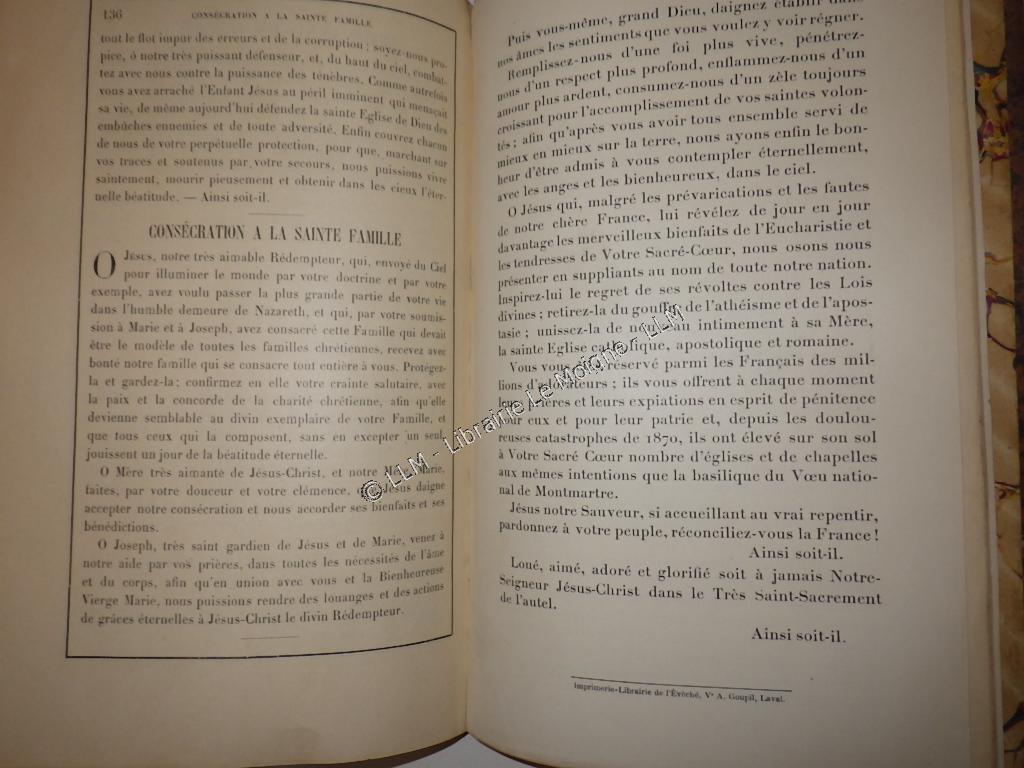 136 CONSÉCRATION A LA SAINTE FAMILLE
tout le flot impur des erreurs et de la corruption ; soyez-nous pro-
pice, ô notre très puissant défenseur, et, du haut du ciel, combat-
tez avec nous contre la puissance des ténèbres. Comme autrefois
vous avez arraché l'Enfant Jésus au péril imminent qui menaçait
sa vie, de même aujourd'hui défendez la sainte Eglise de Dieu des
embûches ennemies et de toute adversité. Enfin couvrez chacun
de nous de votre perpétuelle protection, pour que, marchant sur
vos traces et soutenus par votre secours, nous puissions vivre
saintement, mourir pieusement et obtenir dans les cieux l'éter-
nelle béatitude. — Ainsi soit-il.
CONSÉCRATION A LA SAINTE FAMILLE
O JÉSUS, notre très aimable Rédempteur, qui, envoyé du Ciel
pour illuminer le monde par votre doctrine et par votre
exemple, avez voulu passer la plus grande partie de votre vie
dans l'humble demeure de Nazareth, et qui, par votre soumis-
sion à Marie et à Joseph, avez consacré cette Famille qui devait
être le modèle de toutes les familles chrétiennes, recevez avec
bonté notre famille qui se consacre tout entière à vous. Protégez-
la et gardez-la ; confirmez en elle votre crainte salutaire, avec
la paix et la concorde de la charité chrétienne, afin qu'elle
devienne semblable au divin exemplaire de votre Famille, et
que tous ceux qui la composent, sans en excepter un seul,
jouissent un jour de la béatitude éternelle.
O Mère très aimante de Jésus-Christ, et notre Mère, Marie,
faites, par votre douceur et votre clémence, que Jésus daigne
accepter notre consécration et nous accorder ses bienfaits et ses
bénédictions.
O Joseph, très saint gardien de Jésus et de Marie, venez à
notre aide par vos prières, dans toutes les nécessités de l'âme
et du corps, afin qu'en union avec vous et la Bienheureuse
Vierge Marie, nous puissions rendre des louanges et des actions
de grâces éternelles à Jésus-Christ le divin Rédempteur.
Puis vous-même, grand Dieu, daignez établir dans
nos âmes les sentiments que vous voulez y voir régner.
Remplissez-nous d'une foi plus vive, pénétrez-
nous d'un respect plus profond, enflammez-nous d'un
amour plus ardent, consumez-nous d'un zèle toujours
croissant pour l'accomplissement de vos saintes volon-
tés ; afin qu'après vous avoir tous ensemble servi de
mieux en mieux sur la terre, nous ayons enfin le bon-
heur d'être admis à vous contempler éternellement,
avec les anges et les bienheureux, dans le ciel.
O Jésus qui, malgré les prévarications et les fautes
de notre chère France, lui révélez de jour en jour
davantage les merveilleux bienfaits de l'Eucharistie et
les tendresses de Votre Sacré-Cœur, nous osons nous
présenter en suppliants au nom de toute notre nation.
Inspirez-lui le regret de ses révoltes contre les Lois
divines ; retirez-la du gouffre de l'athéisme et de l'apos-
tasie ; unissez-la de nouveau intimement à sa Mère,
la sainte Eglise catholique, apostolique et romaine.
Vous vous êtes réservé parmi les Français des mil-
lions d'adorateurs ; ils vous offrent à chaque moment
leurs prières et leurs expiations en esprit de pénitence
pour eux et pour leur patrie et, depuis les doulou-
reuses catastrophes de 1870, ils ont élevé sur son sol
à Votre Sacré Cœur nombre d'églises et de chapelles
aux mêmes intentions que la basilique du Vœu natio-
nal de Montmartre.
Jésus notre Sauveur, si accueillant au vrai repentir,
pardonnez à votre peuple, réconciliez-vous la France !
Ainsi soit-il.
Loué, aimé, adoré et glorifié soit à jamais Notre-
Seigneur Jésus-Christ dans le Très Saint-Sacrement
de l'autel.
Ainsi soit-il.
Imprimerie-Librairie de l'Évêché, Vᵉ A. Goupil, Laval.
© LLM - Librairie Le Moigne - LLM